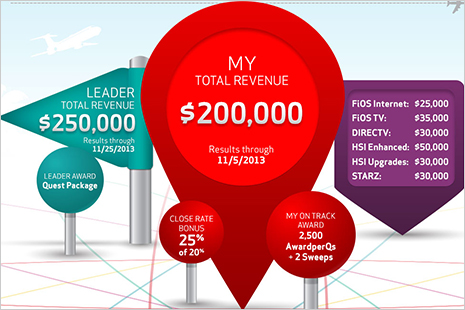 LEADER
TOTAL REVENUE
$250,000
Results through
11/25/2013
LEADER AWARD
Quest Package
MY
TOTAL REVENUE
$200,000
Results through
11/5/2013
CLOSE RATE
BONUS
25%
of 20%
MY ON TRACK
AWARD
2,500
AwardperQs
+ 2 Sweeps
FiOS Internet: $25,000
FiOS TV: $35,000
DIRECTV: $30,000
HSI Enhanced: $50,000
HSI Upgrades: $30,000
STARZ: $30,000